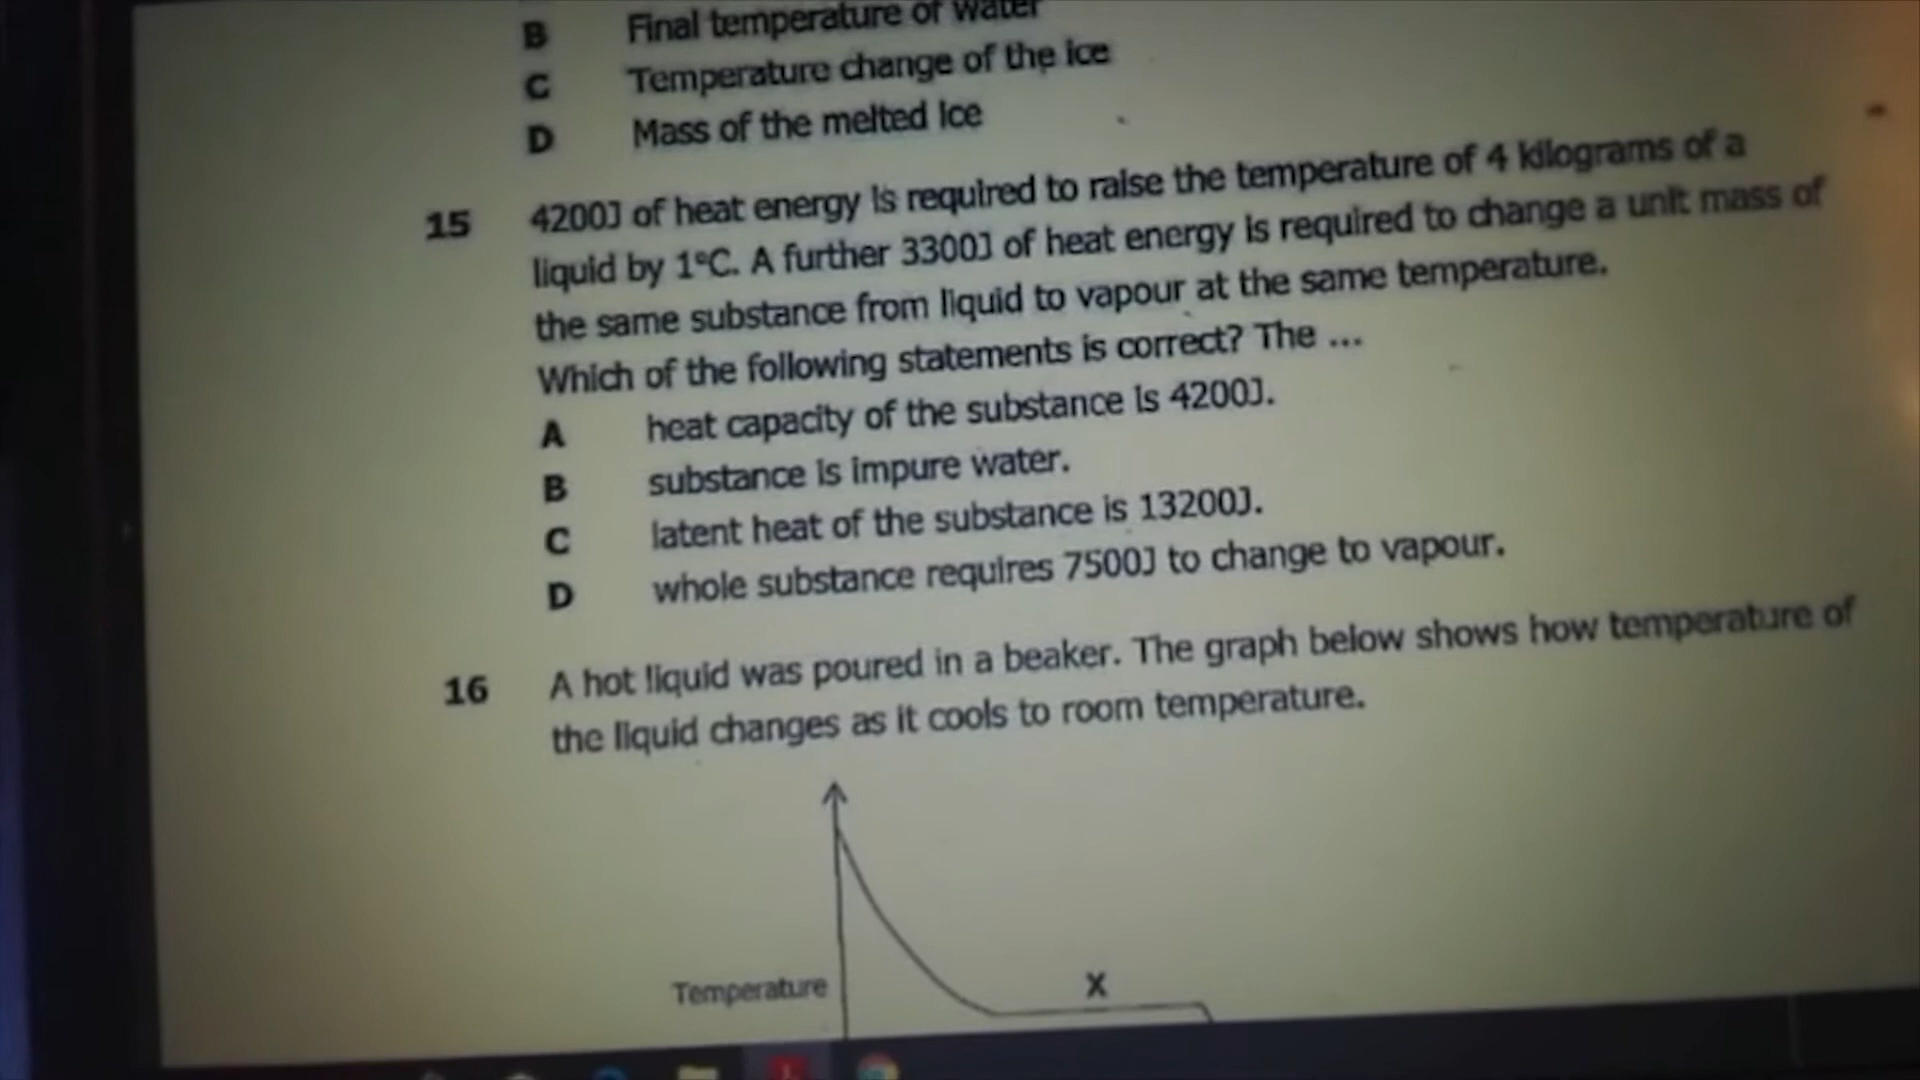 B Final temperature of water
C Temperature change of the ice
D Mass of the melted ice
15 4200J of heat energy is required to raise the temperature of 4 kilograms of a
liquid by 1°C. A further 3300J of heat energy is required to change a unit mass of
the same substance from liquid to vapour at the same temperature.
Which of the following statements is correct? The ...
A heat capacity of the substance is 4200J.
B substance is impure water.
C latent heat of the substance is 13200J.
D whole substance requires 7500J to change to vapour.
16 A hot liquid was poured in a beaker. The graph below shows how temperature of
the liquid changes as it cools to room temperature.
Temperature
X